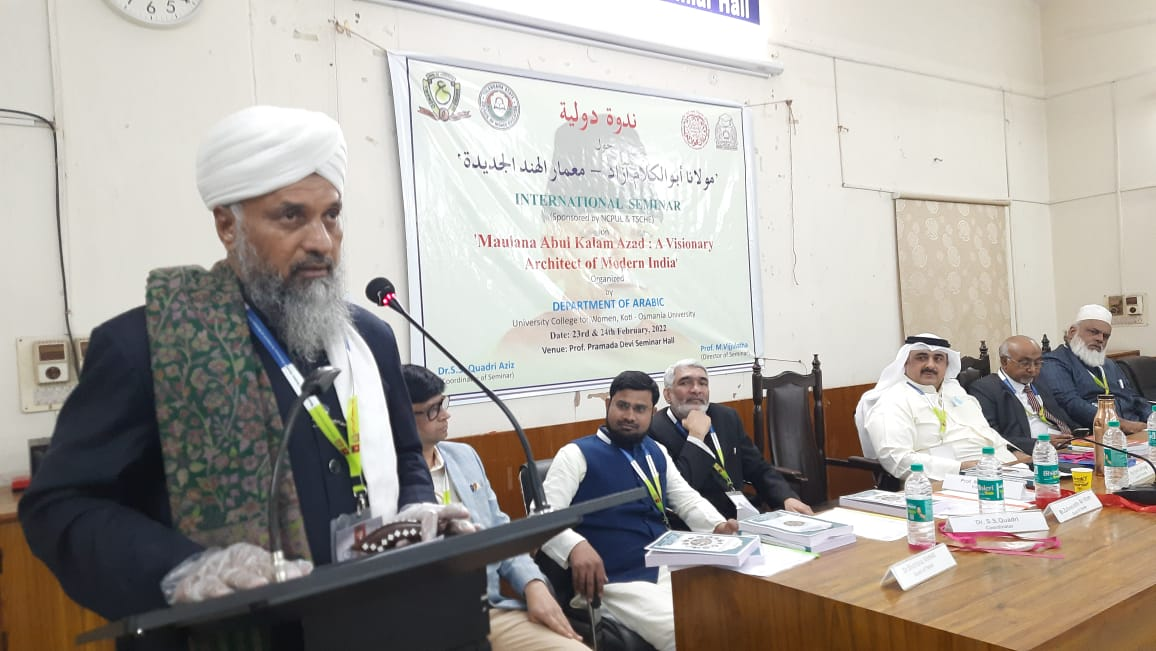 Hall
ندوة دولية
حول
'مولانا أبو الكلام آزاد – معمار الهند الجديدة'
INTERNATIONAL SEMINAR
(Sponsored by NCPUL & TSCHE)
on
'Maulana Abul Kalam Azad : A Visionary
Architect of Modern India'
Organized
by
DEPARTMENT OF ARABIC
University College for Women, Koti - Osmania University
Date: 23rd & 24th February, 2022
Venue: Prof. Pramada Devi Seminar Hall
Dr.S.S. Quadri Aziz
Coordinator of Seminar)
Prof. M.Vijjulatha
(Director of Seminar)
Dr. S.S.Quadri
Coordinator